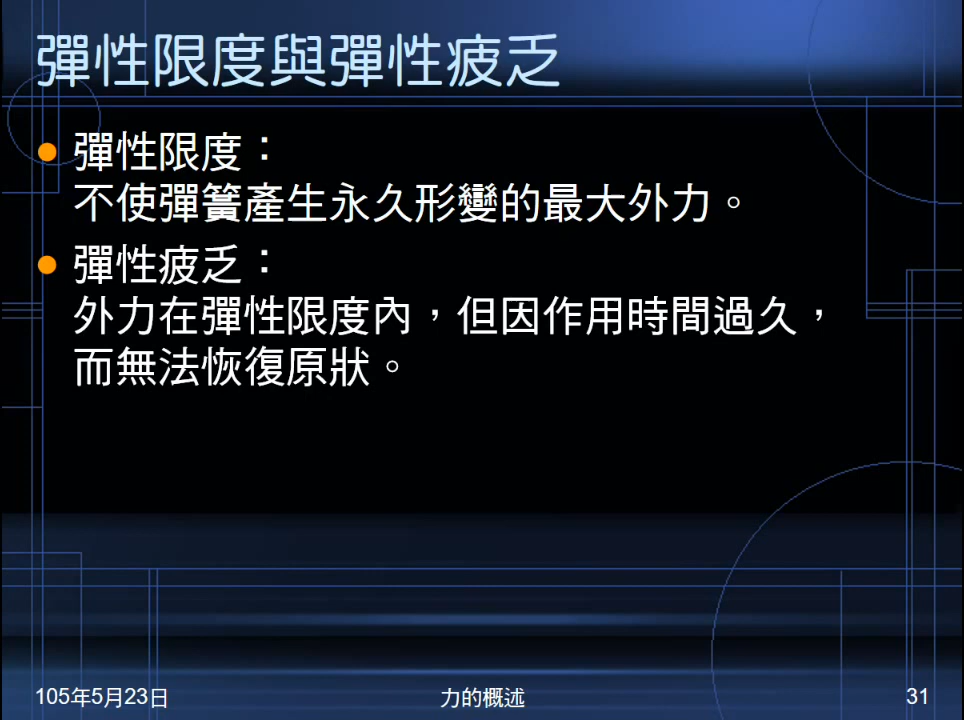 彈性限度與彈性疲乏
彈性限度：
不使彈簧產生永久形變的最大外力。
彈性疲乏：
外力在彈性限度內，但因作用時間過久，
而無法恢復原狀。
105年5月23日
力的概述
31